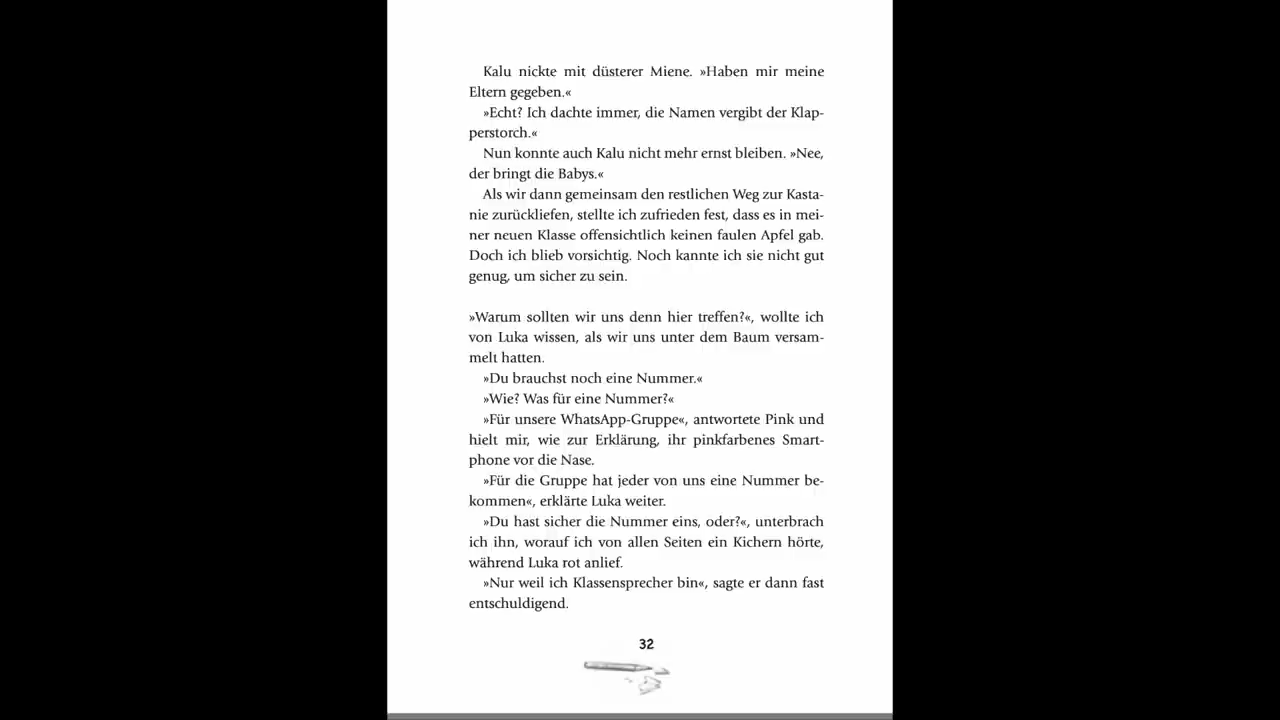 Kalu nickte mit düsterer Miene. »Haben mir meine
Eltern gegeben.«
»Echt? Ich dachte immer, die Namen vergibt der Klap-
perstorch.«
Nun konnte auch Kalu nicht mehr ernst bleiben. »Nee,
der bringt die Babys.«
Als wir dann gemeinsam den restlichen Weg zur Kasta-
nie zurückliefen, stellte ich zufrieden fest, dass es in mei-
ner neuen Klasse offensichtlich keinen faulen Apfel gab.
Doch ich blieb vorsichtig. Noch kannte ich sie nicht gut
genug, um sicher zu sein.
»Warum sollten wir uns denn hier treffen?«, wollte ich
von Luka wissen, als wir uns unter dem Baum versam-
melt hatten.
»Du brauchst noch eine Nummer.«
»Wie? Was für eine Nummer?«
»Für unsere WhatsApp-Gruppe«, antwortete Pink und
hielt mir, wie zur Erklärung, ihr pinkfarbenes Smart-
phone vor die Nase.
»Für die Gruppe hat jeder von uns eine Nummer be-
kommen«, erklärte Luka weiter.
»Du hast sicher die Nummer eins, oder?«, unterbrach
ich ihn, worauf ich von allen Seiten ein Kichern hörte,
während Luka rot anlief.
»Nur weil ich Klassensprecher bin«, sagte er dann fast
entschuldigend.
32